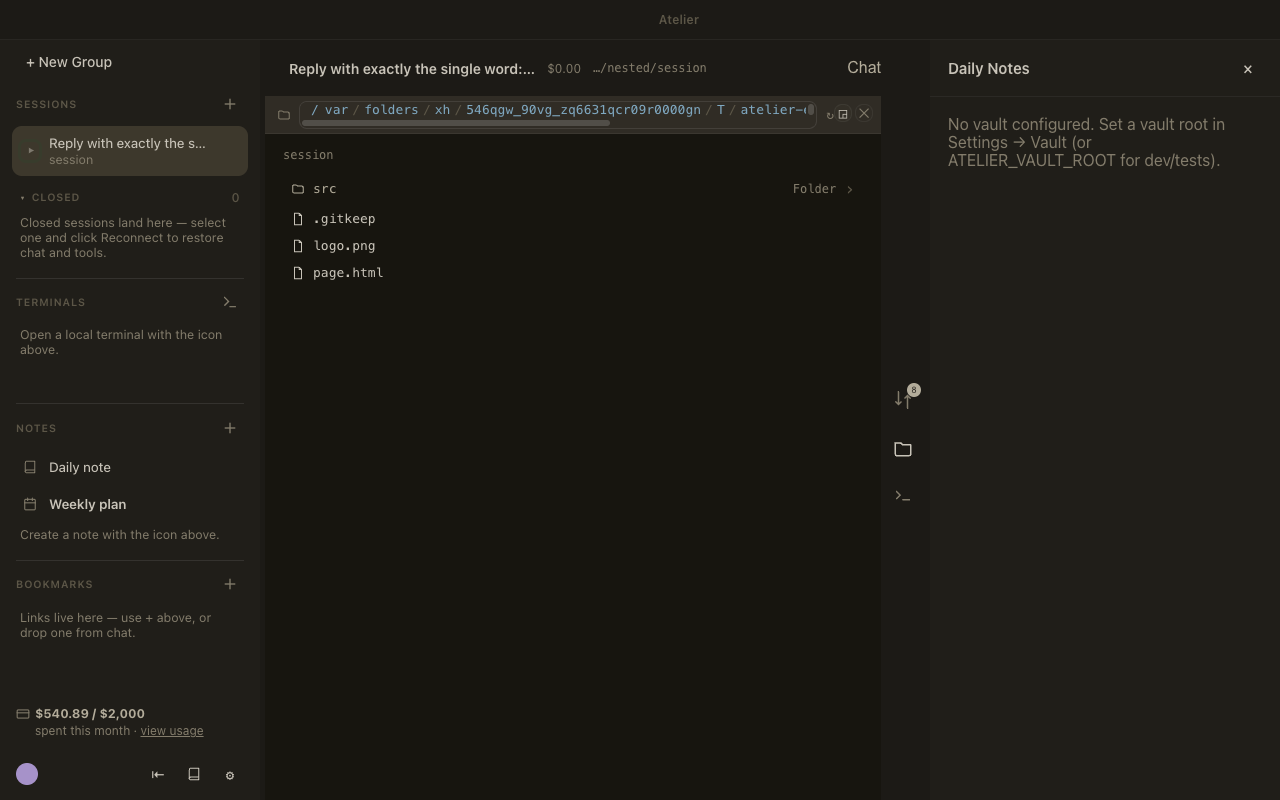 Atelier
+ New Group
SESSIONS
Reply with exactly the s...
session
CLOSED 0
Closed sessions land here — select
one and click Reconnect to restore
chat and tools.
TERMINALS
Open a local terminal with the icon
above.
NOTES
Daily note
Weekly plan
Create a note with the icon above.
BOOKMARKS
Links live here — use + above, or
drop one from chat.
$540.89 / $2,000
spent this month · view usage
Reply with exactly the single word:... $0.00 …/nested/session Chat
/ var / folders / xh / 546qgw_90vg_zq6631qcr09r0000gn / T / atelier-
session
src Folder
.gitkeep
logo.png
page.html
8
Daily Notes
No vault configured. Set a vault root in
Settings → Vault (or
ATELIER_VAULT_ROOT for dev/tests).